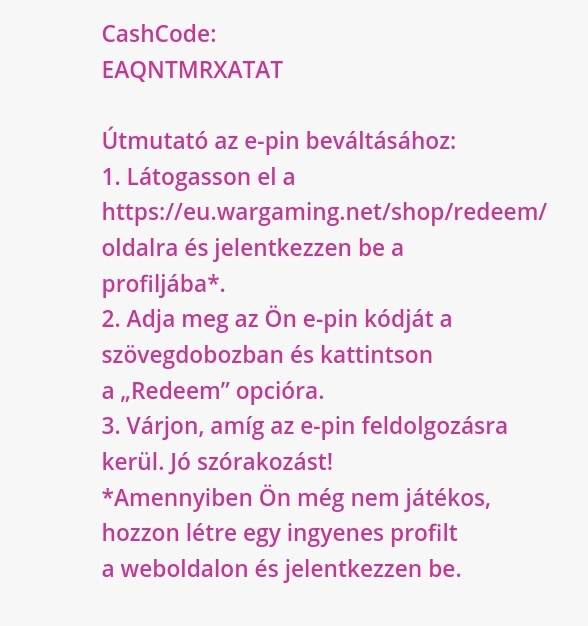 CashCode:
EAQNTMRXATAT
Útmutató az e-pin beváltásához:
1. Látogasson el a
https://eu.wargaming.net/shop/redeem/
oldalra és jelentkezzen be a
profiljába*.
2. Adja meg az Ön e-pin kódját a
szövegdobozban és kattintson
a „Redeem” opcióra.
3. Várjon, amíg az e-pin feldolgozásra
kerül. Jó szórakozást!
*Amennyiben Ön még nem játékos,
hozzon létre egy ingyenes profilt
a weboldalon és jelentkezzen be.